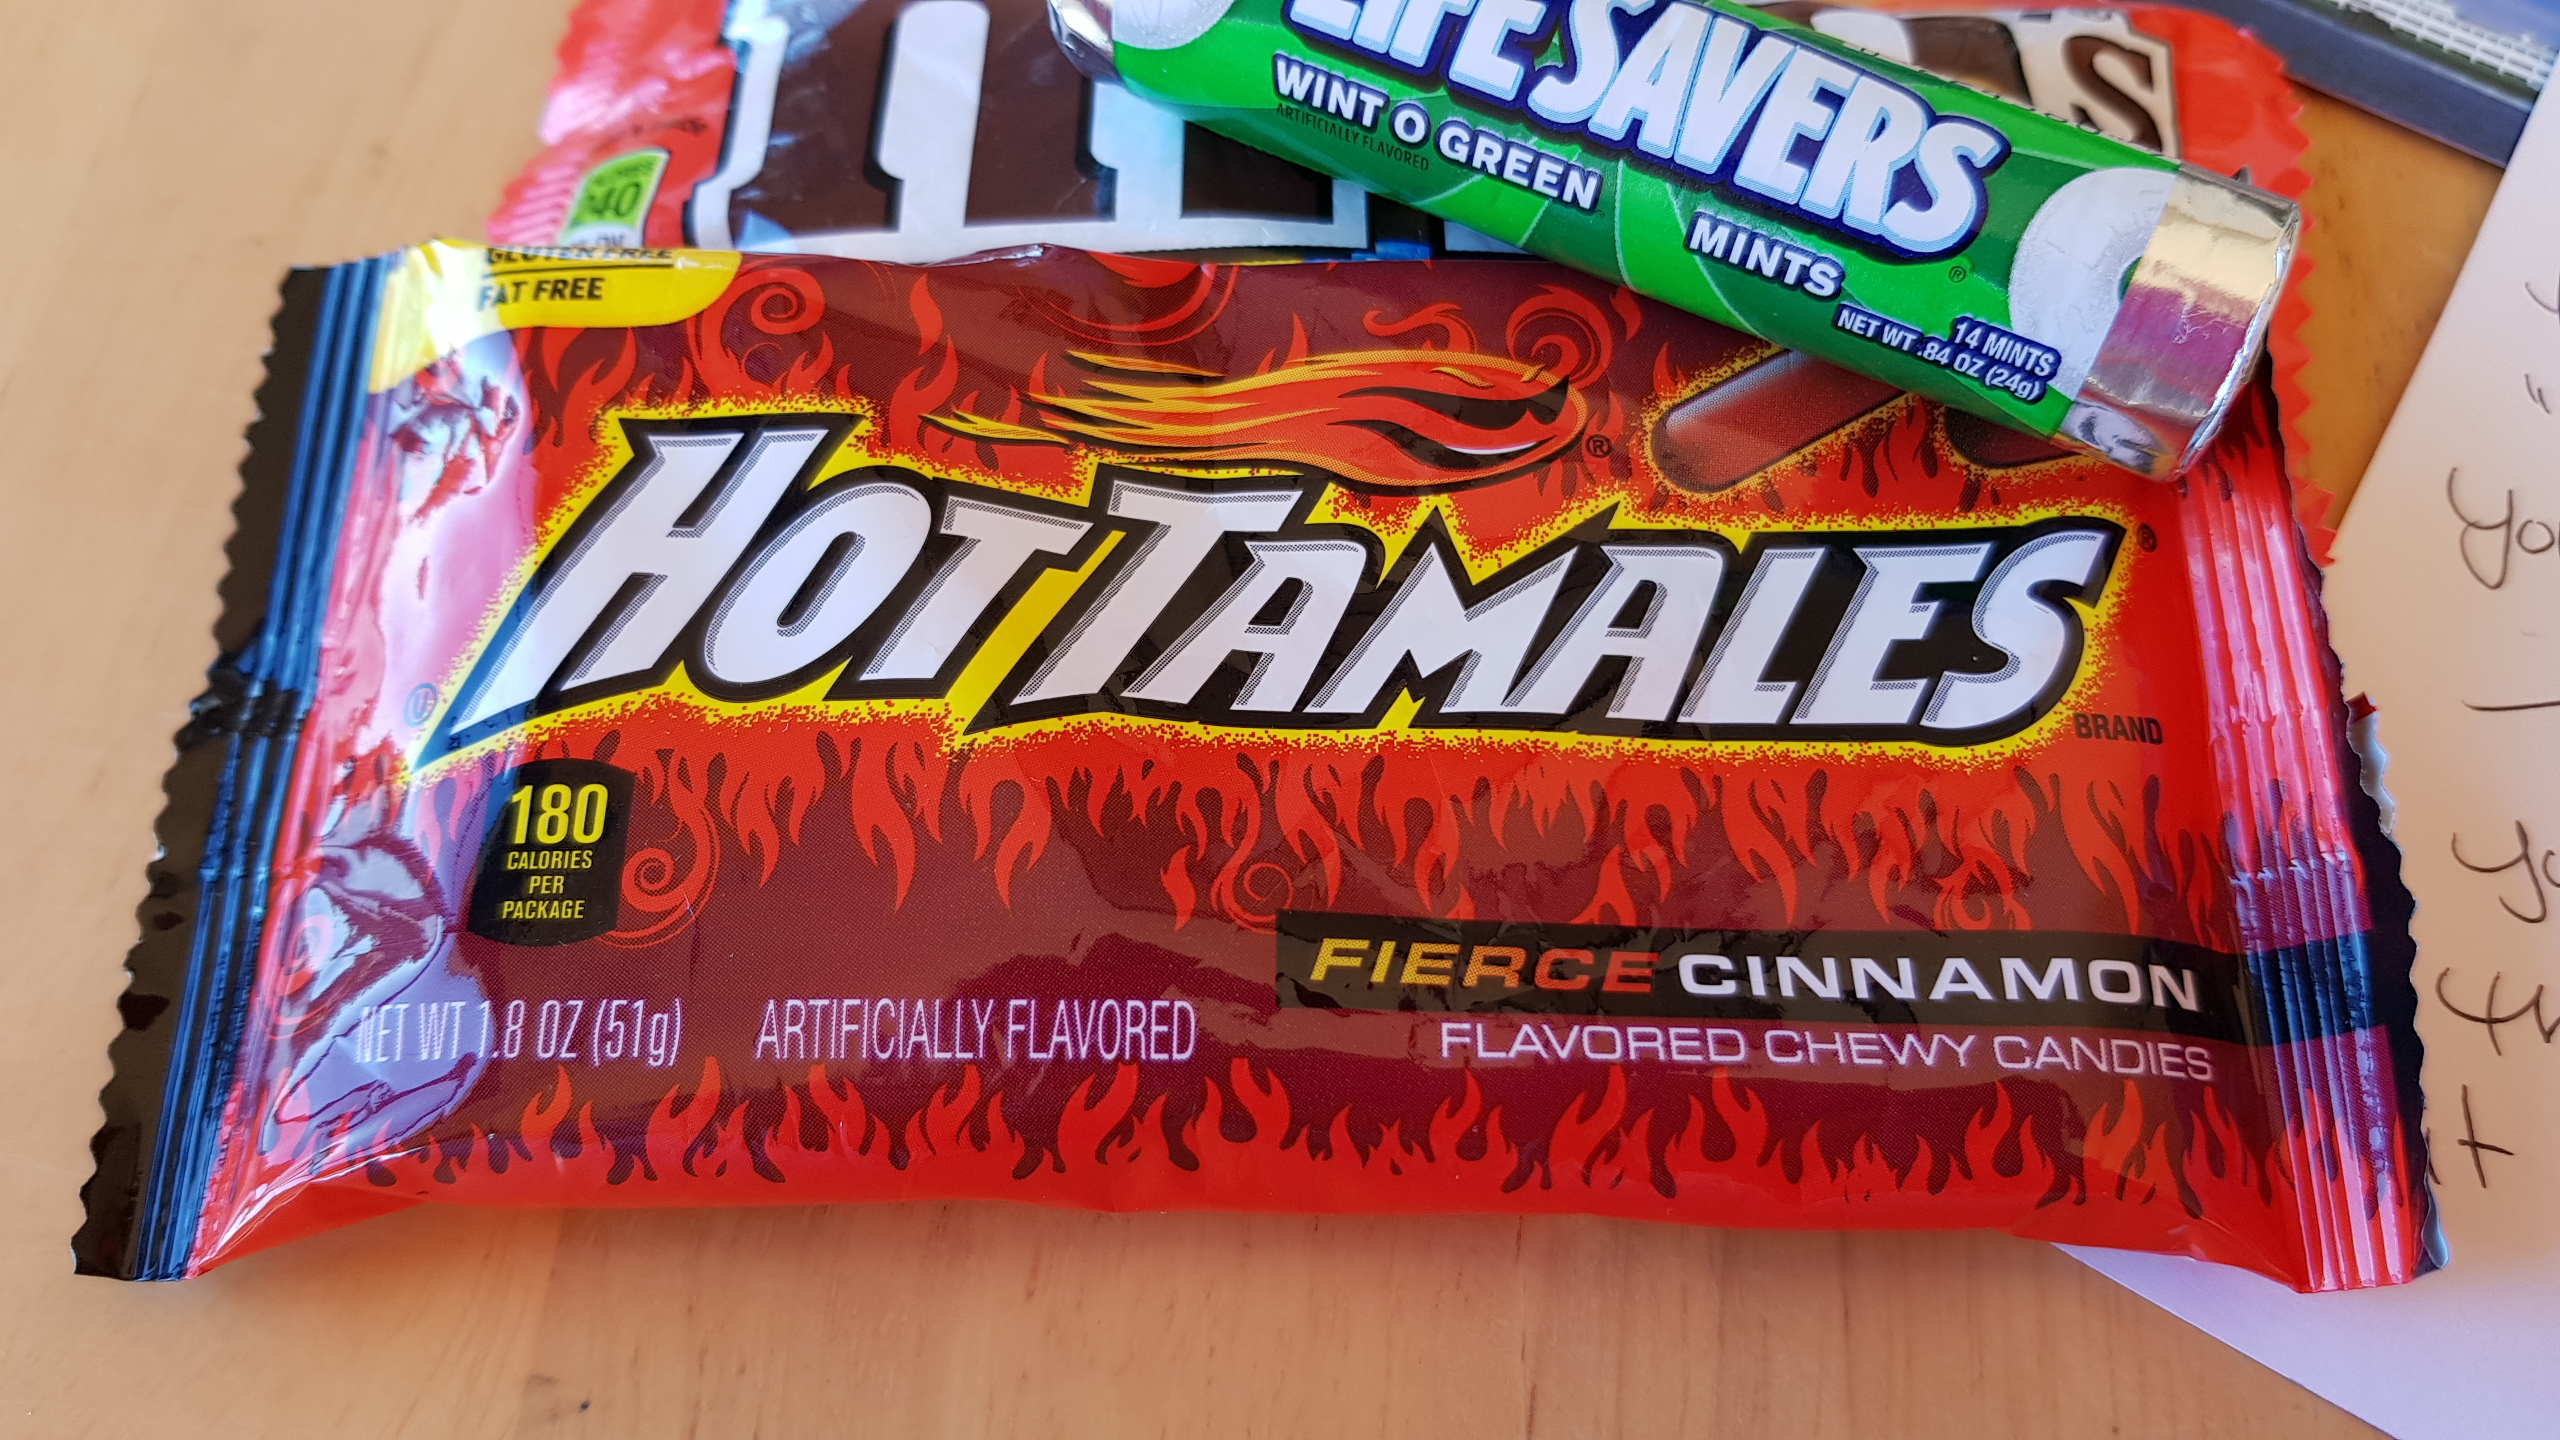 LIFE SAVERS
WINT O GREEN
ARTIFICIALLY FLAVORED
MINTS
®
14 MINTS
NET WT .84 OZ (24g)
S
240
GLUTEN FREE
FAT FREE
®
HOT TAMALES
®
BRAND
U
180
CALORIES
PER
PACKAGE
FIERCE CINNAMON
FLAVORED CHEWY CANDIES
NET WT 1.8 OZ (51g)
ARTIFICIALLY FLAVORED